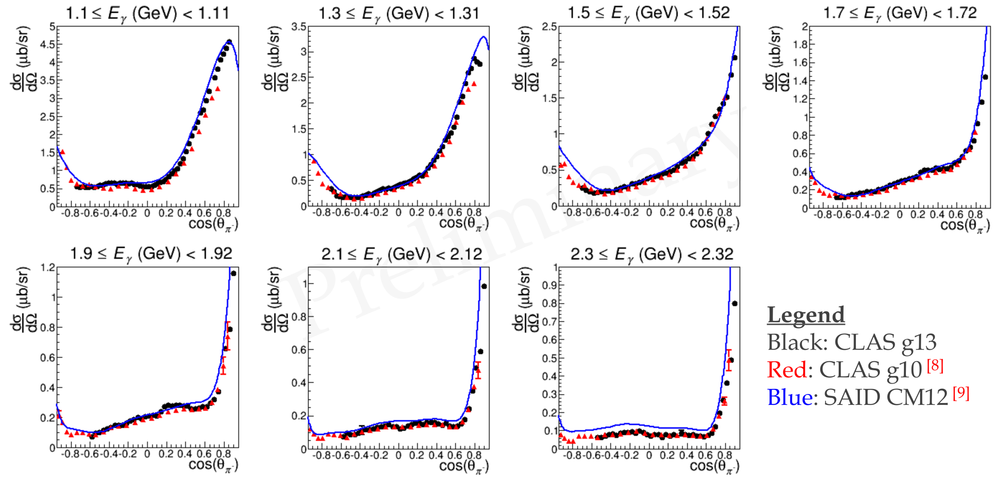 1.1 ≤ Eγ (GeV) < 1.11
dσ/dΩ (μb/sr)
5
4.5
4
3.5
3
2.5
2
1.5
1
0.5
0
-0.8 -0.6 -0.4 -0.2 0 0.2 0.4 0.6 0.8
cos(θπ-)
1.3 ≤ Eγ (GeV) < 1.31
dσ/dΩ (μb/sr)
3.5
3
2.5
2
1.5
1
0.5
0
-0.8 -0.6 -0.4 -0.2 0 0.2 0.4 0.6 0.8
cos(θπ-)
1.5 ≤ Eγ (GeV) < 1.52
dσ/dΩ (μb/sr)
2.5
2
1.5
1
0.5
0
-0.8 -0.6 -0.4 -0.2 0 0.2 0.4 0.6 0.8
cos(θπ-)
1.7 ≤ Eγ (GeV) < 1.72
dσ/dΩ (μb/sr)
2
1.8
1.6
1.4
1.2
1
0.8
0.6
0.4
0.2
0
-0.8 -0.6 -0.4 -0.2 0 0.2 0.4 0.6 0.8
cos(θπ-)
Preliminary
1.9 ≤ Eγ (GeV) < 1.92
dσ/dΩ (μb/sr)
1.2
1
0.8
0.6
0.4
0.2
0
-0.8 -0.6 -0.4 -0.2 0 0.2 0.4 0.6 0.8
cos(θπ-)
2.1 ≤ Eγ (GeV) < 2.12
dσ/dΩ (μb/sr)
1
0.8
0.6
0.4
0.2
0
-0.8 -0.6 -0.4 -0.2 0 0.2 0.4 0.6 0.8
cos(θπ-)
2.3 ≤ Eγ (GeV) < 2.32
dσ/dΩ (μb/sr)
1
0.9
0.8
0.7
0.6
0.5
0.4
0.3
0.2
0.1
0
-0.8 -0.6 -0.4 -0.2 0 0.2 0.4 0.6 0.8
cos(θπ-)
Legend
Black: CLAS g13
Red: CLAS g10 [8]
Blue: SAID CM12 [9]